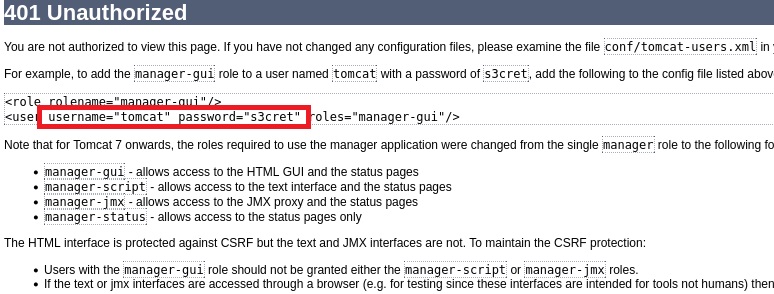 401 Unauthorized
You are not authorized to view this page. If you have not changed any configuration files, please examine the file conf/tomcat-users.xml in
For example, to add the manager-gui role to a user named tomcat with a password of s3cret, add the following to the config file listed above
<role rolename="manager-gui"/>
<user username="tomcat" password="s3cret" roles="manager-gui"/>
Note that for Tomcat 7 onwards, the roles required to use the manager application were changed from the single manager role to the following
• manager-gui - allows access to the HTML GUI and the status pages
• manager-script - allows access to the text interface and the status pages
• manager-jmx - allows access to the JMX proxy and the status pages
• manager-status - allows access to the status pages only
The HTML interface is protected against CSRF but the text and JMX interfaces are not. To maintain the CSRF protection:
• Users with the manager-gui role should not be granted either the manager-script or manager-jmx roles.
• If the text or jmx interfaces are accessed through a browser (e.g. for testing since these interfaces are intended for tools not humans) then